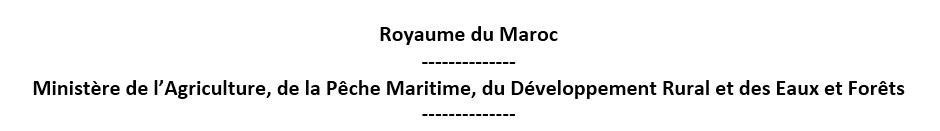 Royaume du Maroc
--------------
Ministère de l’Agriculture, de la Pêche Maritime, du Développement Rural et des Eaux et Forêts
--------------